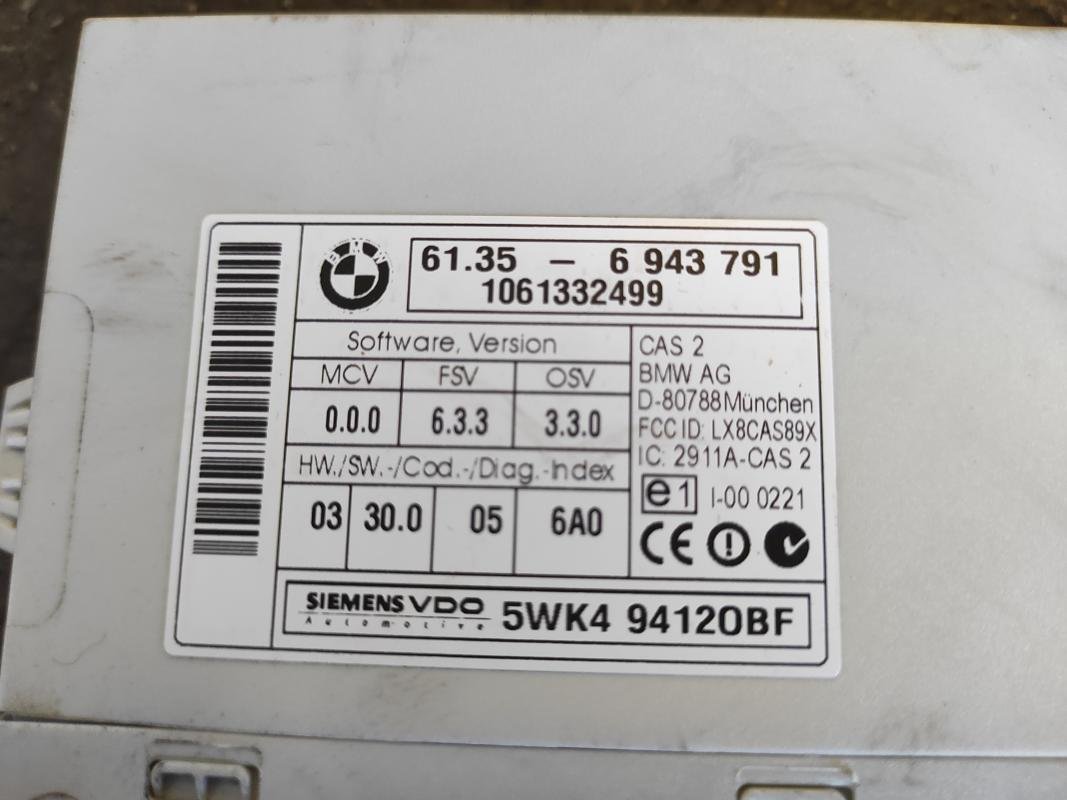 BMW
61.35 – 6 943 791
1061332499
Software, Version
MCV FSV OSV
0.0.0 6.3.3 3.3.0
HW./SW.-/Cod.-/Diag.-Index
03 30.0 05 6A0
CAS 2
BMW AG
D-80788 München
FCC ID: LX8CAS89X
IC: 2911A-CAS 2
e1 I-00 0221
CE
SIEMENS VDO
Automotive
5WK4 94120BF